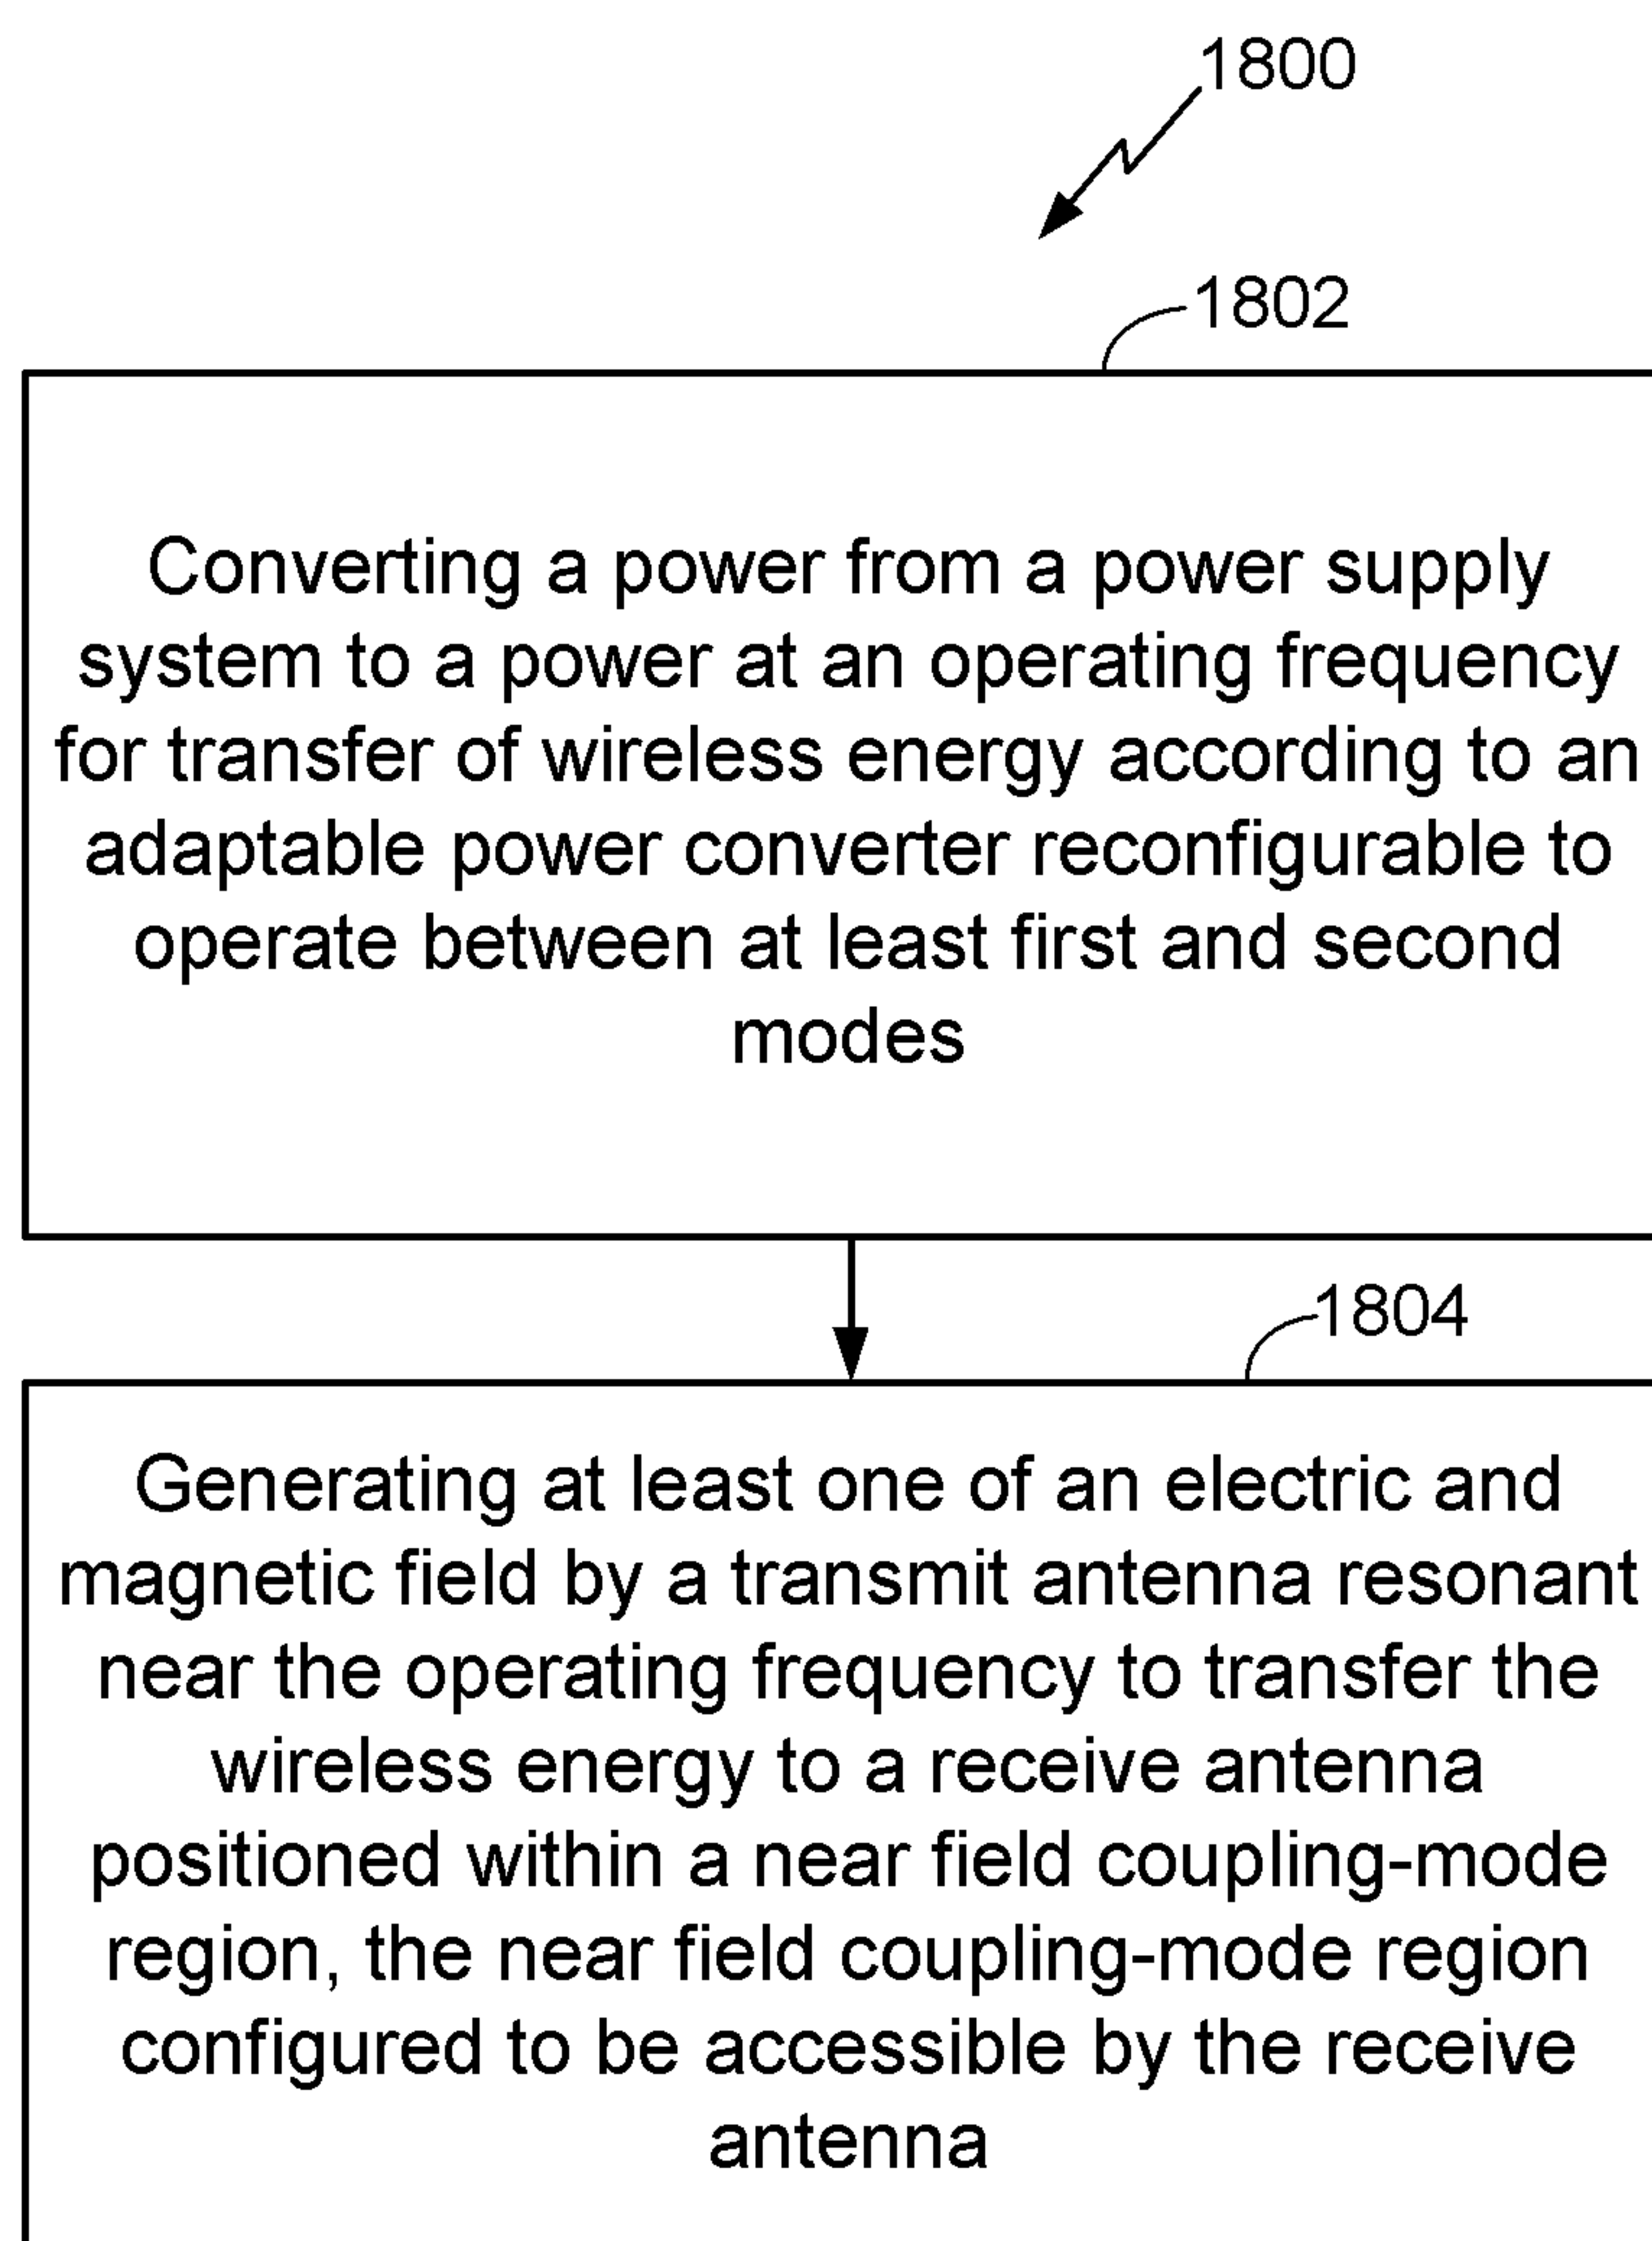 1800
1802
Converting a power from a power supply
system to a power at an operating frequency
for transfer of wireless energy according to an
adaptable power converter reconfigurable to
operate between at least first and second
modes
1804
Generating at least one of an electric and
magnetic field by a transmit antenna resonant
near the operating frequency to transfer the
wireless energy to a receive antenna
positioned within a near field coupling-mode
region, the near field coupling-mode region
configured to be accessible by the receive
antenna